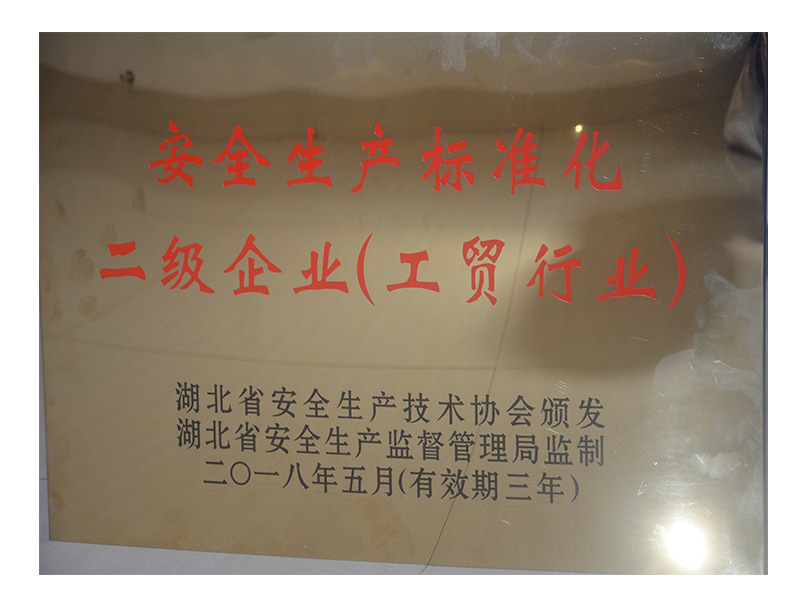 安全生产标准化
二级企业(工贸行业)
湖北省安全生产技术协会颁发
湖北省安全生产监督管理局监制
二〇一八年五月(有效期三年)